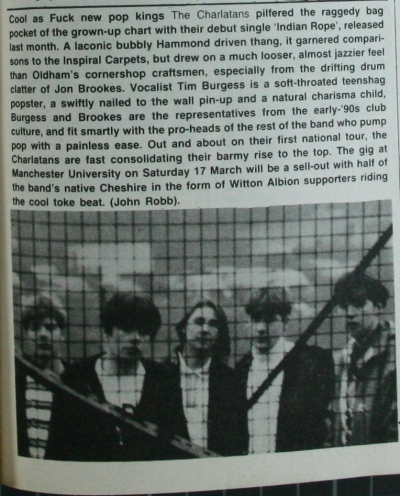 Cool as Fuck new pop kings The Charlatans pilfered the raggedy bag
pocket of the grown-up chart with their debut single 'Indian Rope', released
last month. A laconic bubbly Hammond driven thang, it garnered compari-
sons to the Inspiral Carpets, but drew on a much looser, almost jazzier feel
than Oldham's cornershop craftsmen, especially from the drifting drum
clatter of Jon Brookes. Vocalist Tim Burgess is a soft-throated teenshag
popster, a swiftly nailed to the wall pin-up and a natural charisma child,
Burgess and Brookes are the representatives from the early-'90s club
culture, and fit smartly with the pro-heads of the rest of the band who pump
pop with a painless ease. Out and about on their first national tour, the
Charlatans are fast consolidating their barmy rise to the top. The gig at
Manchester University on Saturday 17 March will be a sell-out with half of
the band's native Cheshire in the form of Witton Albion supporters riding
the cool toke beat. (John Robb).